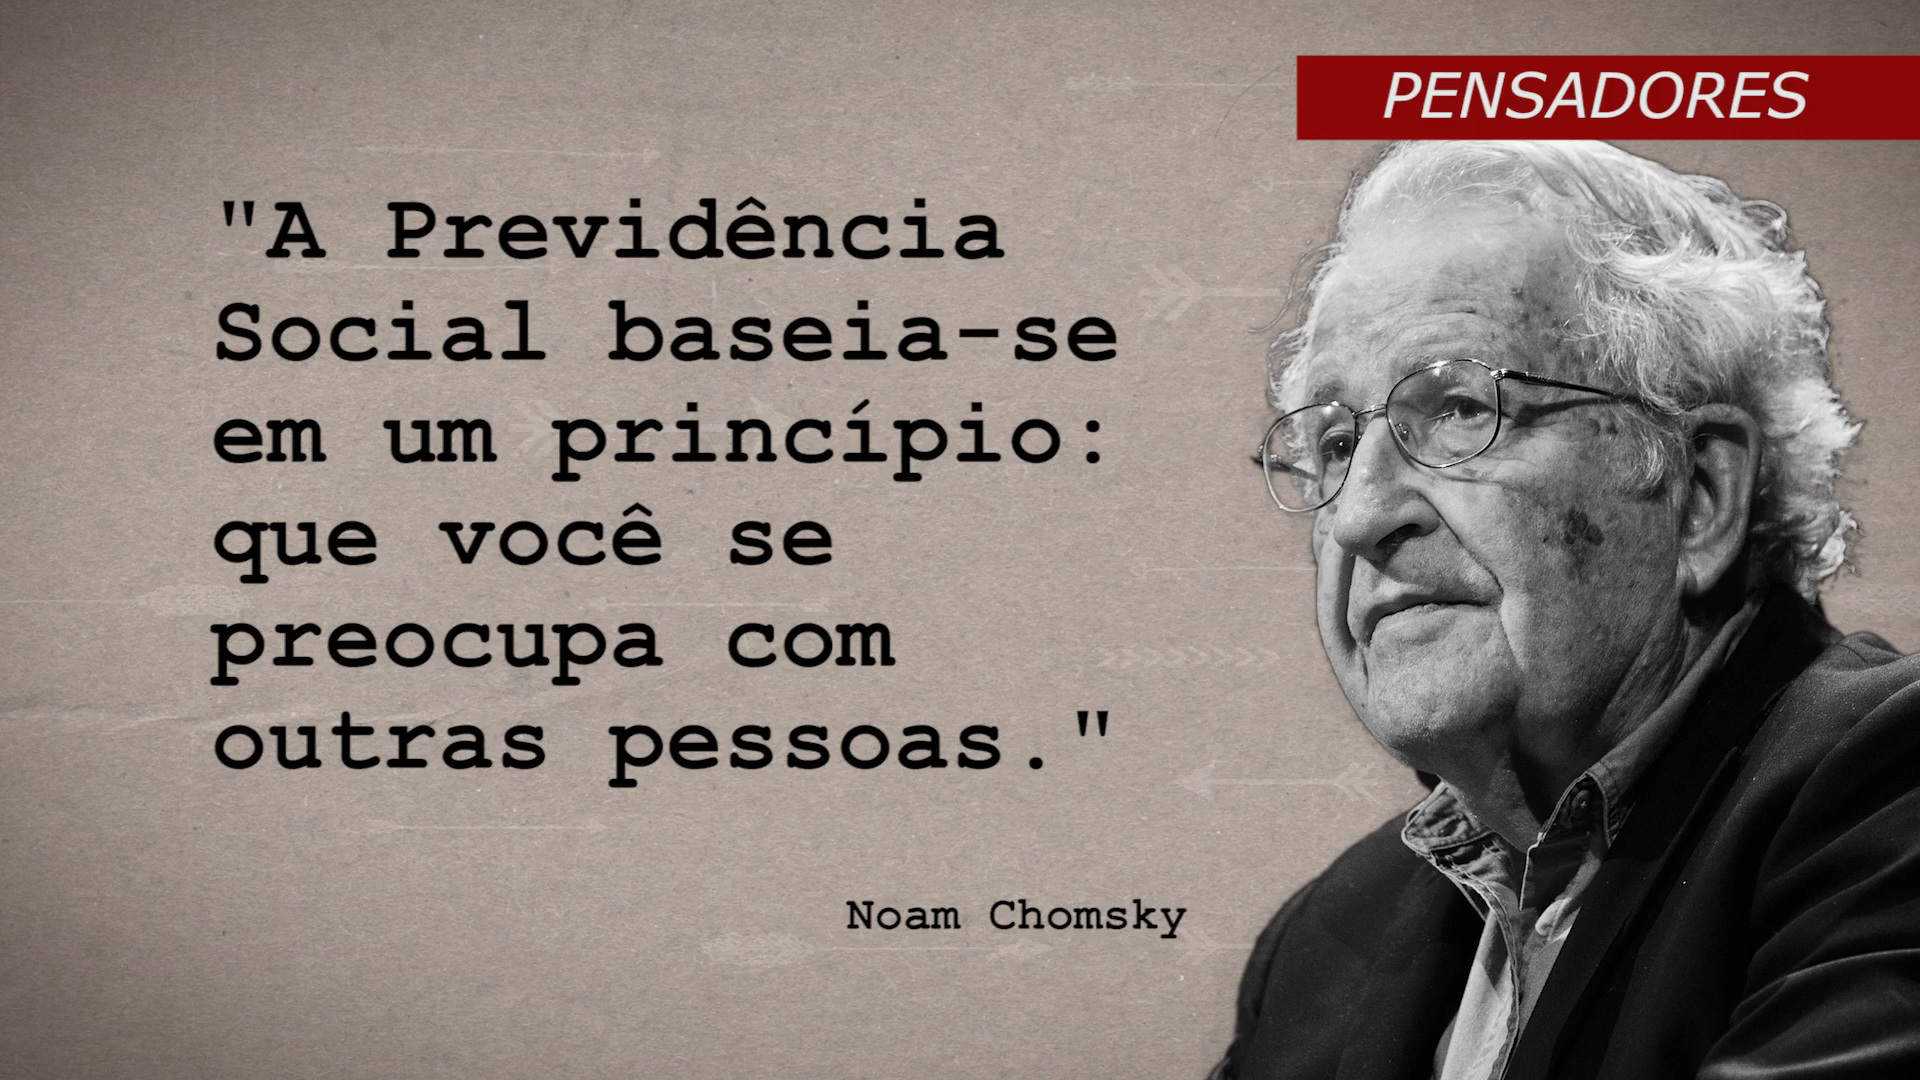 PENSADORES
"A Previdência
Social baseia-se
em um princípio:
que você se
preocupa com
outras pessoas."
Noam Chomsky